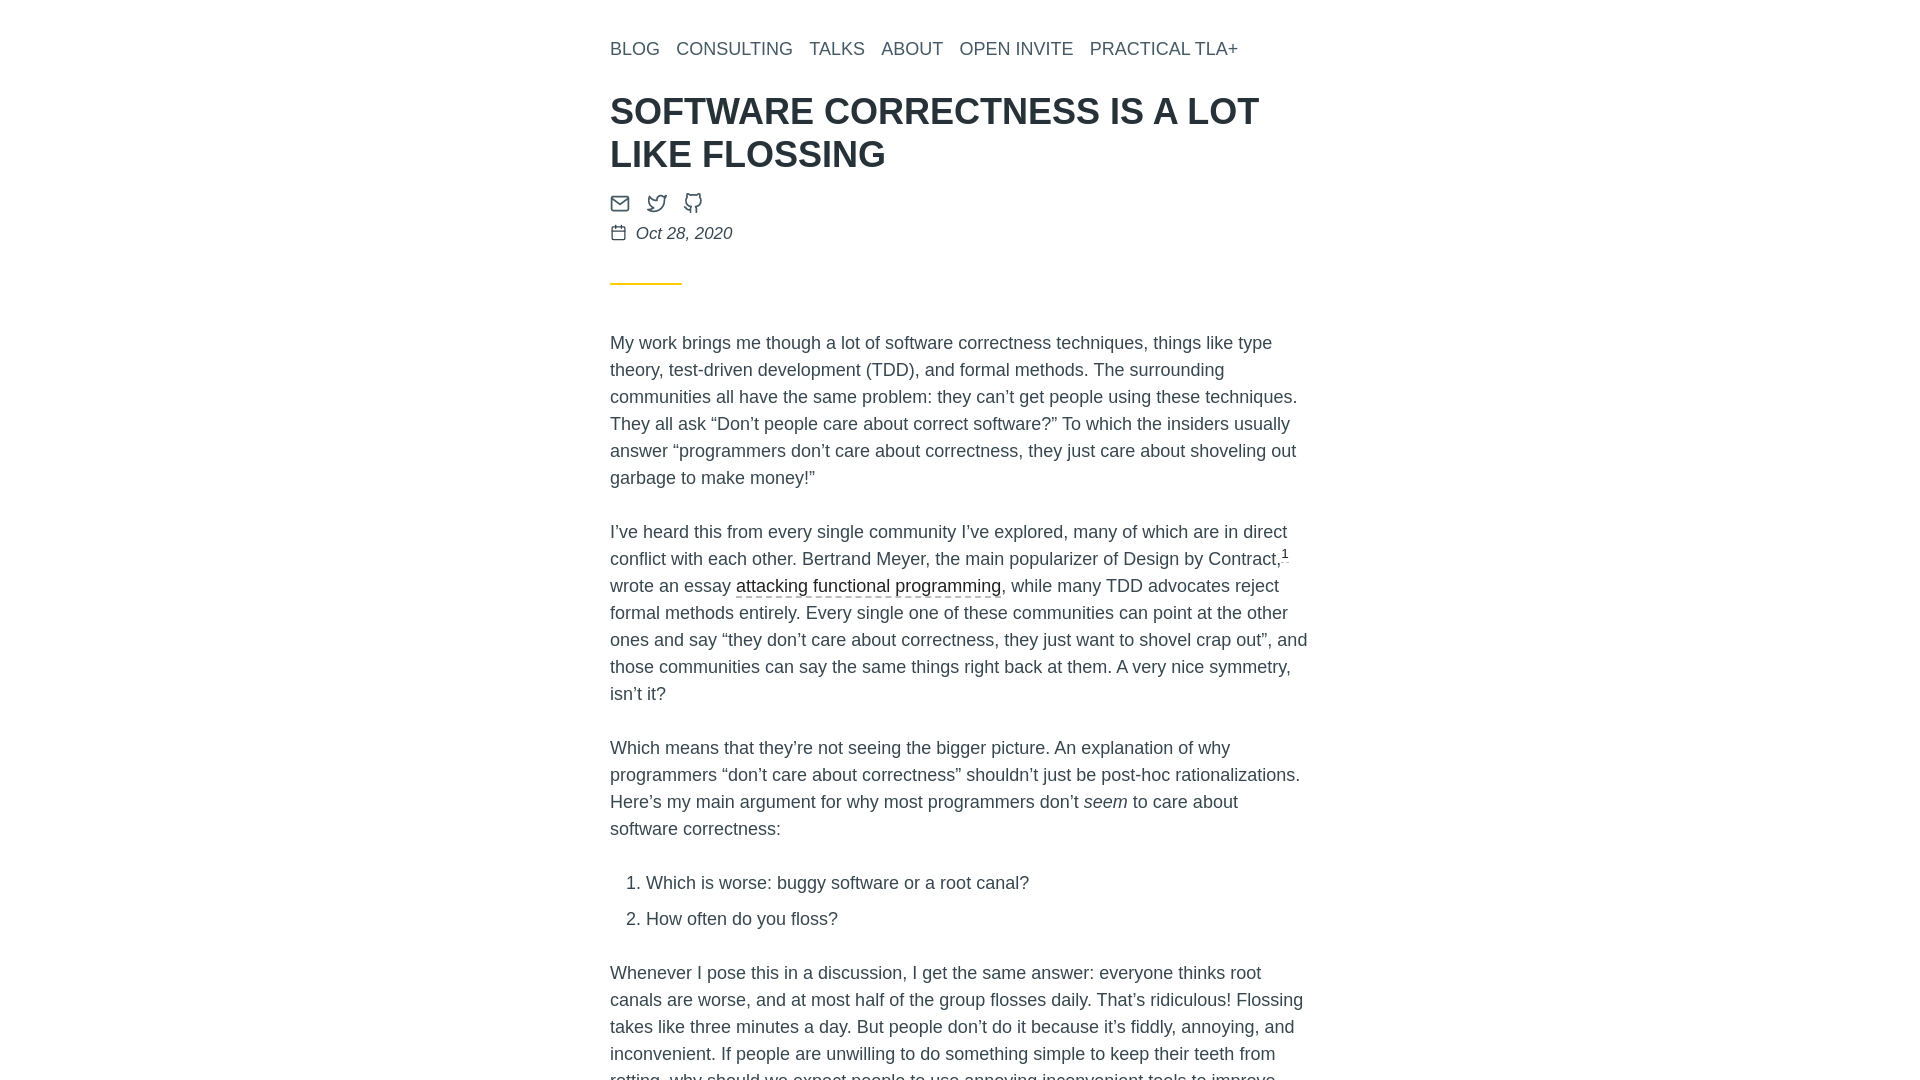 BLOG CONSULTING TALKS ABOUT OPEN INVITE PRACTICAL TLA+
SOFTWARE CORRECTNESS IS A LOT
LIKE FLOSSING
Oct 28, 2020
My work brings me though a lot of software correctness techniques, things like type
theory, test-driven development (TDD), and formal methods. The surrounding
communities all have the same problem: they can’t get people using these techniques.
They all ask “Don’t people care about correct software?” To which the insiders usually
answer “programmers don’t care about correctness, they just care about shoveling out
garbage to make money!”
I’ve heard this from every single community I’ve explored, many of which are in direct
conflict with each other. Bertrand Meyer, the main popularizer of Design by Contract,1
wrote an essay attacking functional programming, while many TDD advocates reject
formal methods entirely. Every single one of these communities can point at the other
ones and say “they don’t care about correctness, they just want to shovel crap out”, and
those communities can say the same things right back at them. A very nice symmetry,
isn’t it?
Which means that they’re not seeing the bigger picture. An explanation of why
programmers “don’t care about correctness” shouldn’t just be post-hoc rationalizations.
Here’s my main argument for why most programmers don’t seem to care about
software correctness:
1. Which is worse: buggy software or a root canal?
2. How often do you floss?
Whenever I pose this in a discussion, I get the same answer: everyone thinks root
canals are worse, and at most half of the group flosses daily. That’s ridiculous! Flossing
takes like three minutes a day. But people don’t do it because it’s fiddly, annoying, and
inconvenient. If people are unwilling to do something simple to keep their teeth from
rotting, why should we expect people to use annoying inconvenient tools to improve